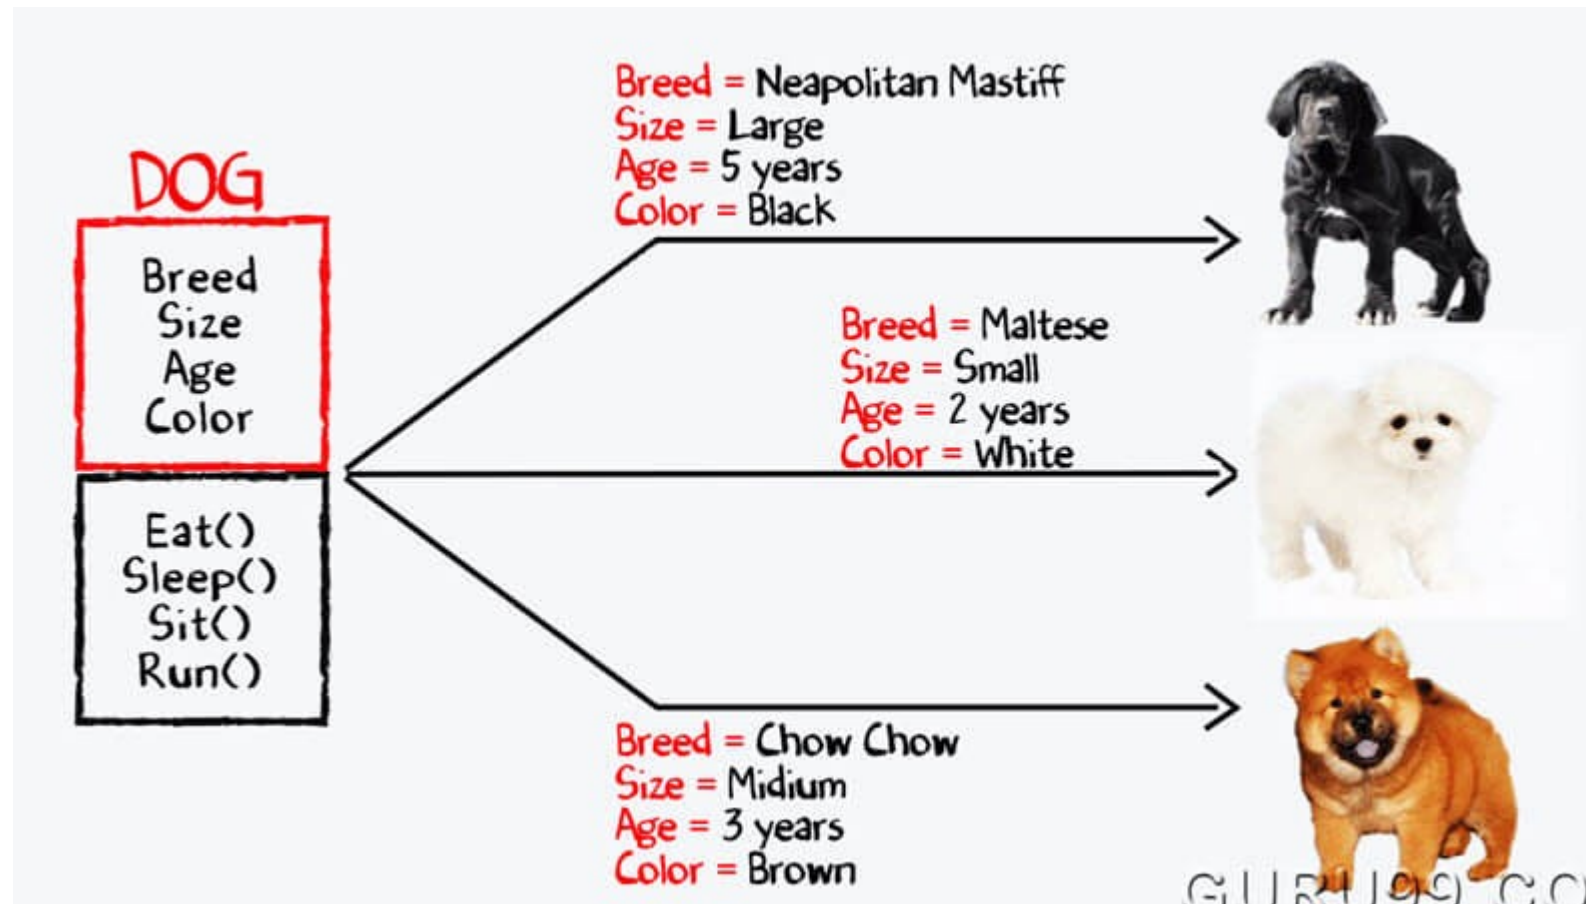 DOG
Breed
Size
Age
Color
Eat()
Sleep()
Sit()
Run()
Breed = Neapolitan Mastiff
Size = Large
Age = 5 years
Color = Black
Breed = Maltese
Size = Small
Age = 2 years
Color = White
Breed = Chow Chow
Size = Midium
Age = 3 years
Color = Brown
GURU99.CO